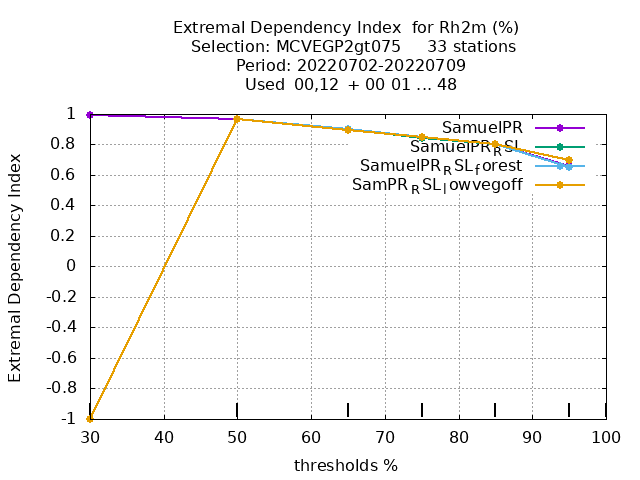 Extremal Dependency Index  for Rh2m (%)
Selection: MCVEGP2gt075     33 stations
Period: 20220702-20220709
Used  00,12  + 00 01 ... 48
Extremal Dependency Index
1
0.8
0.6
0.4
0.2
0
-0.2
-0.4
-0.6
-0.8
-1
SamuelPR
SamuelPR_RSL
SamuelPR_RSL_forest
SamPR_RSL_lowvegoff
30 40 50 60 70 80 90 100
thresholds %